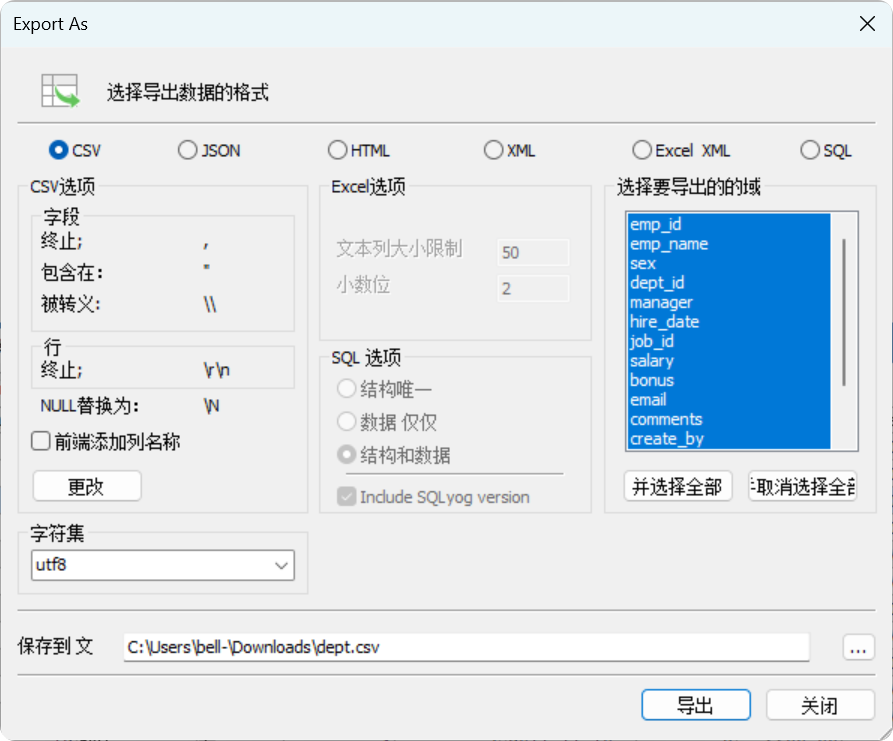 Export As
选择导出数据的格式
CSV
JSON
HTML
XML
Excel XML
SQL
CSV选项
字段
终止;
,
包含在:
"
被转义:
\\
行
终止;
\r\n
NULL替换为:
\N
前端添加列名称
更改
字符集
utf8
Excel选项
文本列大小限制
50
小数位
2
SQL 选项
结构唯一
数据 仅仅
结构和数据
Include SQLyog version
选择要导出的的域
emp_id
emp_name
sex
dept_id
manager
hire_date
job_id
salary
bonus
email
comments
create_by
并选择全部
取消选择全
保存到 文
C:\Users\bell-\Downloads\dept.csv
...
导出
关闭